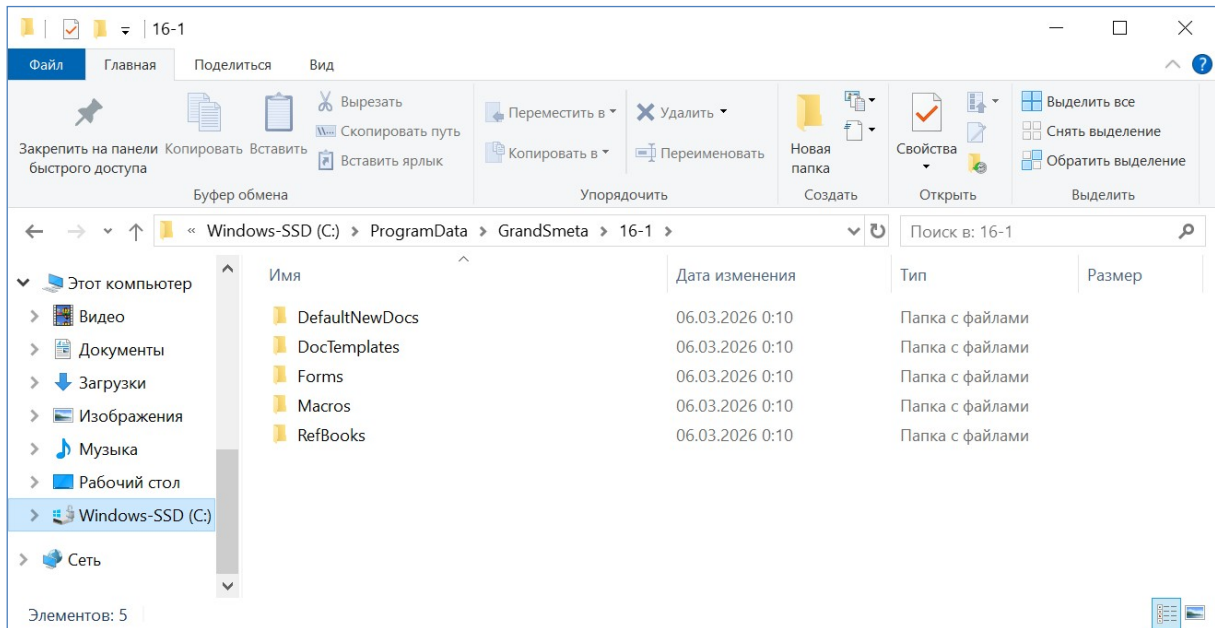 16-1
Файл Главная Поделиться Вид
Закрепить на панели быстрого доступа
Копировать
Вставить
Вырезать
Скопировать путь
Вставить ярлык
Буфер обмена
Переместить в
Копировать в
Удалить
Переименовать
Упорядочить
Новая папка
Создать
Свойства
Открыть
Выделить все
Снять выделение
Обратить выделение
Выделить
« Windows-SSD (C:) > ProgramData > GrandSmeta > 16-1 >
Поиск в: 16-1
Этот компьютер
Видео
Документы
Загрузки
Изображения
Музыка
Рабочий стол
Windows-SSD (C:)
Сеть
Имя Дата изменения Тип Размер
DefaultNewDocs 06.03.2026 0:10 Папка с файлами
DocTemplates 06.03.2026 0:10 Папка с файлами
Forms 06.03.2026 0:10 Папка с файлами
Macros 06.03.2026 0:10 Папка с файлами
RefBooks 06.03.2026 0:10 Папка с файлами
Элементов: 5